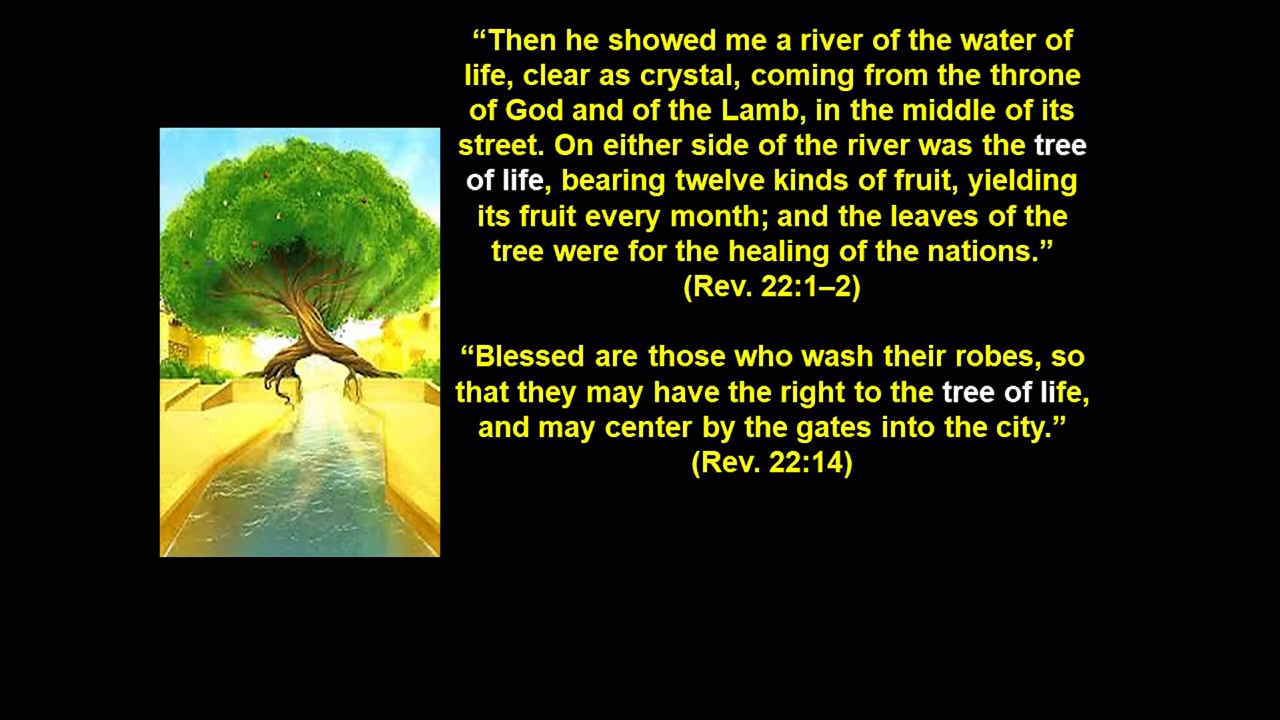 “Then he showed me a river of the water of
life, clear as crystal, coming from the throne
of God and of the Lamb, in the middle of its
street. On either side of the river was the tree
of life, bearing twelve kinds of fruit, yielding
its fruit every month; and the leaves of the
tree were for the healing of the nations.”
(Rev. 22:1–2)
“Blessed are those who wash their robes, so
that they may have the right to the tree of life,
and may center by the gates into the city.”
(Rev. 22:14)